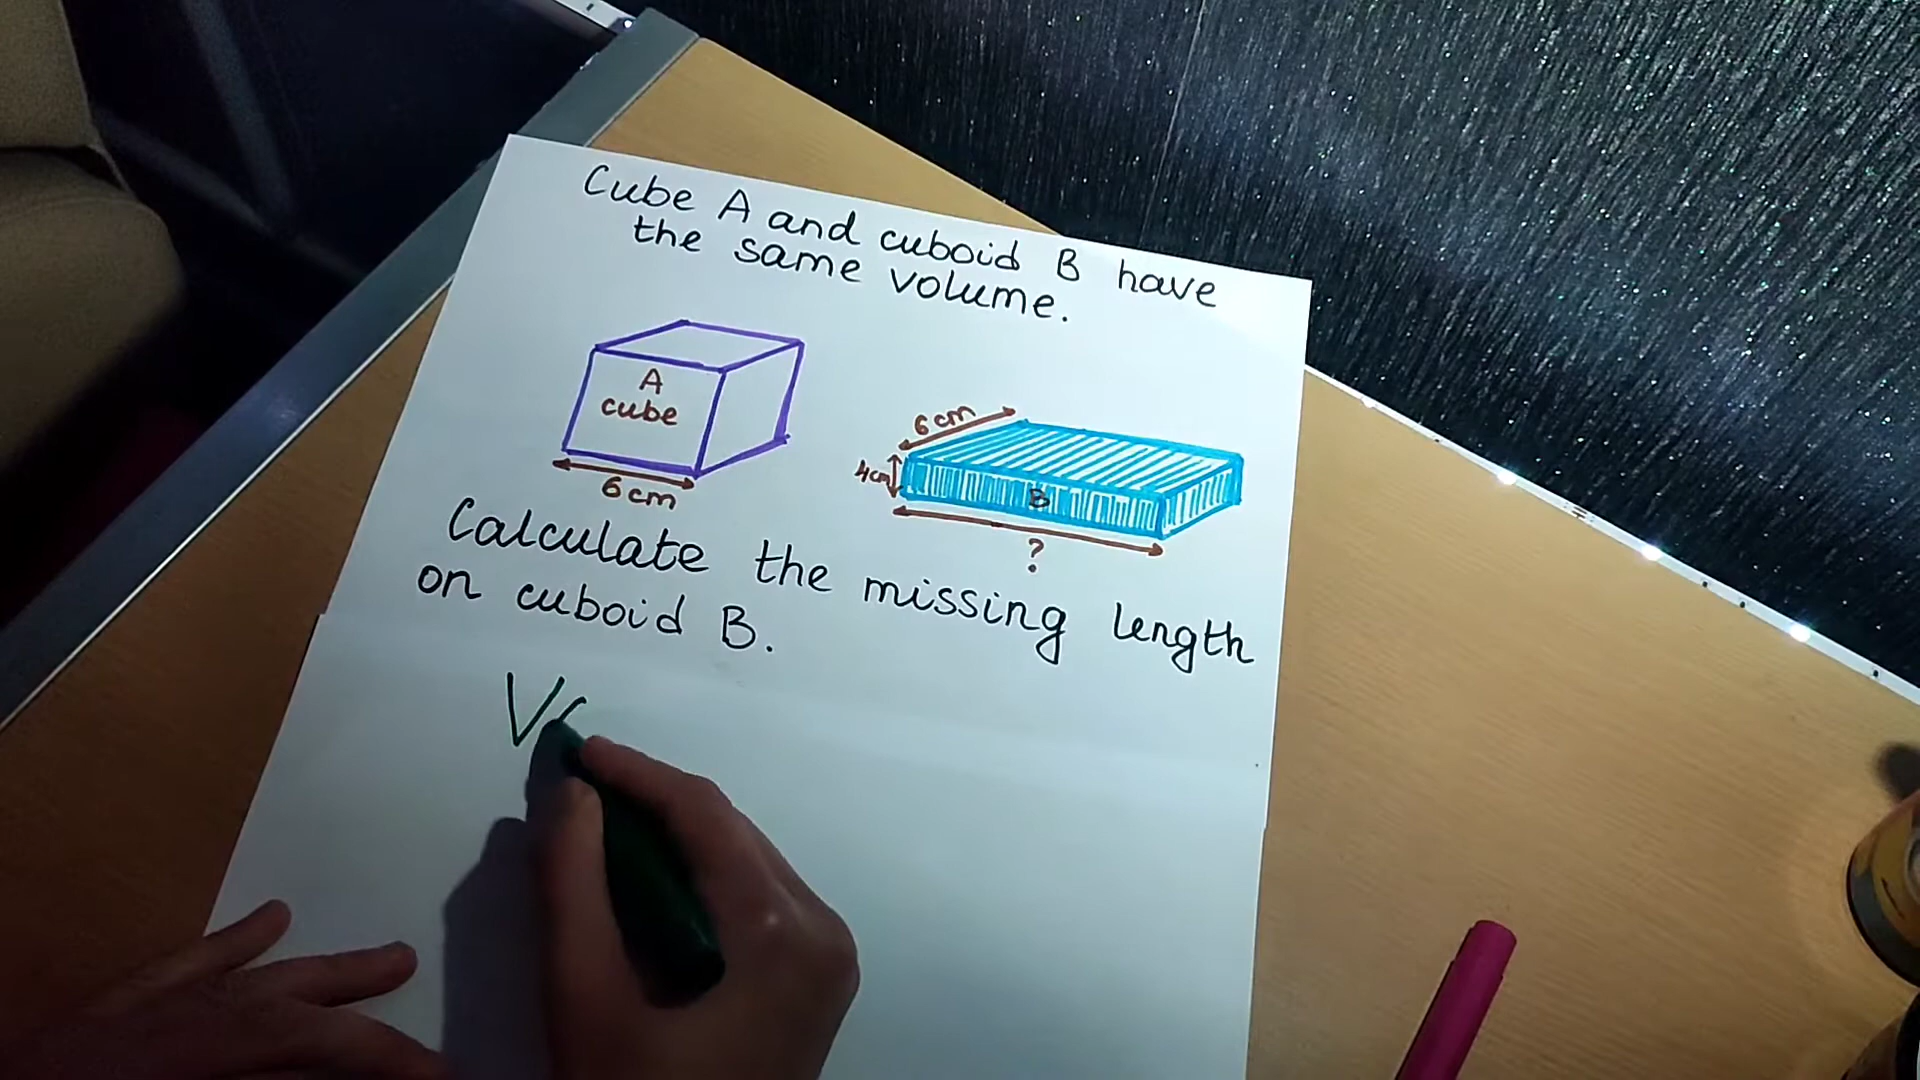 Cube A and cuboid B have
the same volume.
A
cube
6 cm
6 cm
4cm
B
?
Calculate the missing length
on cuboid B.